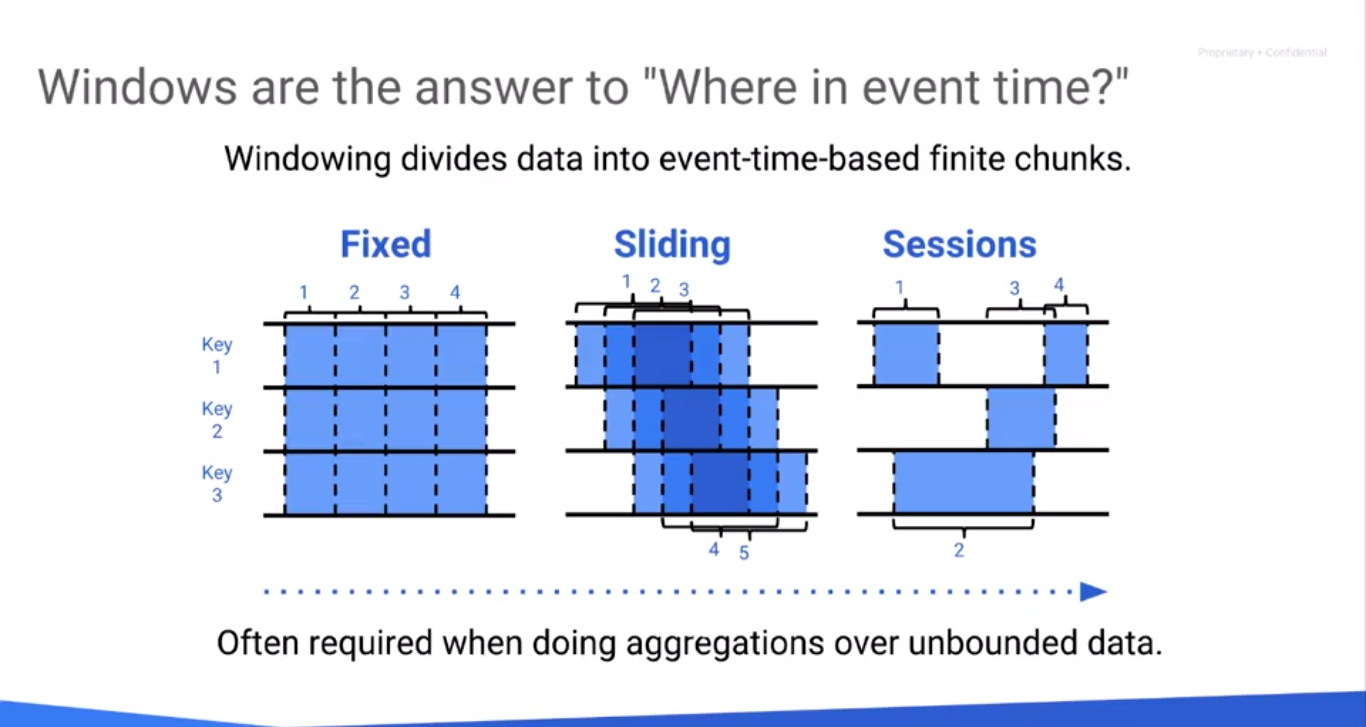 Proprietary + Confidential
Windows are the answer to "Where in event time?"
Windowing divides data into event-time-based finite chunks.
Fixed
Sliding
Sessions
1 2 3 4
1 2 3
1 3 4
Key
1
Key
2
Key
3
4 5
2
Often required when doing aggregations over unbounded data.